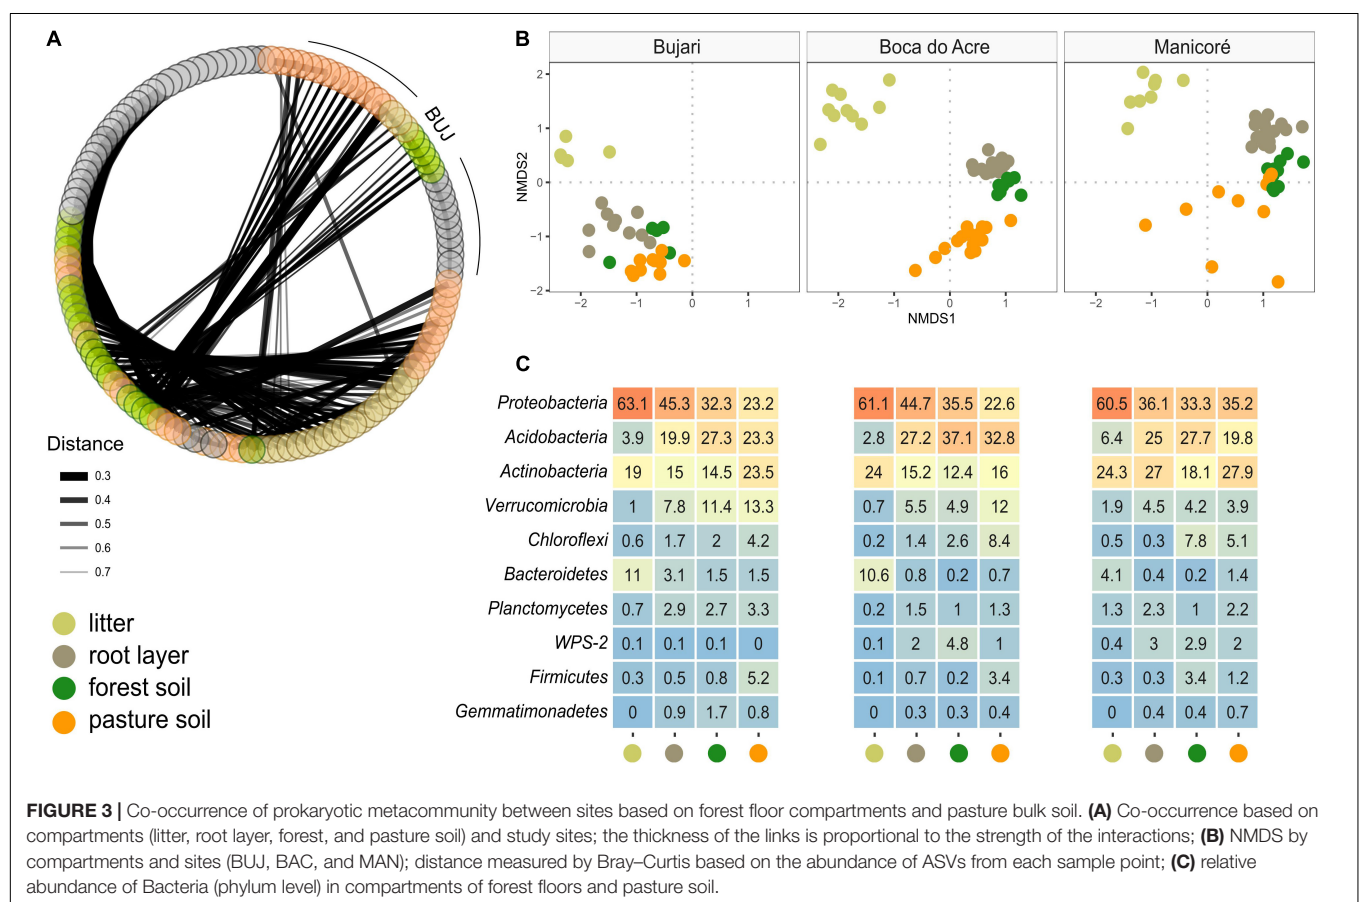 A
BUJ
Distance
0.3
0.4
0.5
0.6
0.7
litter
root layer
forest soil
pasture soil
B
Bujari Boca do Acre Manicoré
NMDS2
2
1
0
−1
−2
−2 −1 0 1 −2 −1 0 1 −2 −1 0 1
NMDS1
C
Proteobacteria 63.1 45.3 32.3 23.2 61.1 44.7 35.5 22.6 60.5 36.1 33.3 35.2
Acidobacteria 3.9 19.9 27.3 23.3 2.8 27.2 37.1 32.8 6.4 25 27.7 19.8
Actinobacteria 19 15 14.5 23.5 24 15.2 12.4 16 24.3 27 18.1 27.9
Verrucomicrobia 1 7.8 11.4 13.3 0.7 5.5 4.9 12 1.9 4.5 4.2 3.9
Chloroflexi 0.6 1.7 2 4.2 0.2 1.4 2.6 8.4 0.5 0.3 7.8 5.1
Bacteroidetes 11 3.1 1.5 1.5 10.6 0.8 0.2 0.7 4.1 0.4 0.2 1.4
Planctomycetes 0.7 2.9 2.7 3.3 0.2 1.5 1 1.3 1.3 2.3 1 2.2
WPS-2 0.1 0.1 0.1 0 0.1 2 4.8 1 0.4 3 2.9 2
Firmicutes 0.3 0.5 0.8 5.2 0.1 0.7 0.2 3.4 0.3 0.3 3.4 1.2
Gemmatimonadetes 0 0.9 1.7 0.8 0 0.3 0.3 0.4 0 0.4 0.4 0.7
FIGURE 3 | Co-occurrence of prokaryotic metacommunity between sites based on forest floor compartments and pasture bulk soil. (A) Co-occurrence based on
compartments (litter, root layer, forest, and pasture soil) and study sites; the thickness of the links is proportional to the strength of the interactions; (B) NMDS by
compartments and sites (BUJ, BAC, and MAN); distance measured by Bray–Curtis based on the abundance of ASVs from each sample point; (C) relative
abundance of Bacteria (phylum level) in compartments of forest floors and pasture soil.